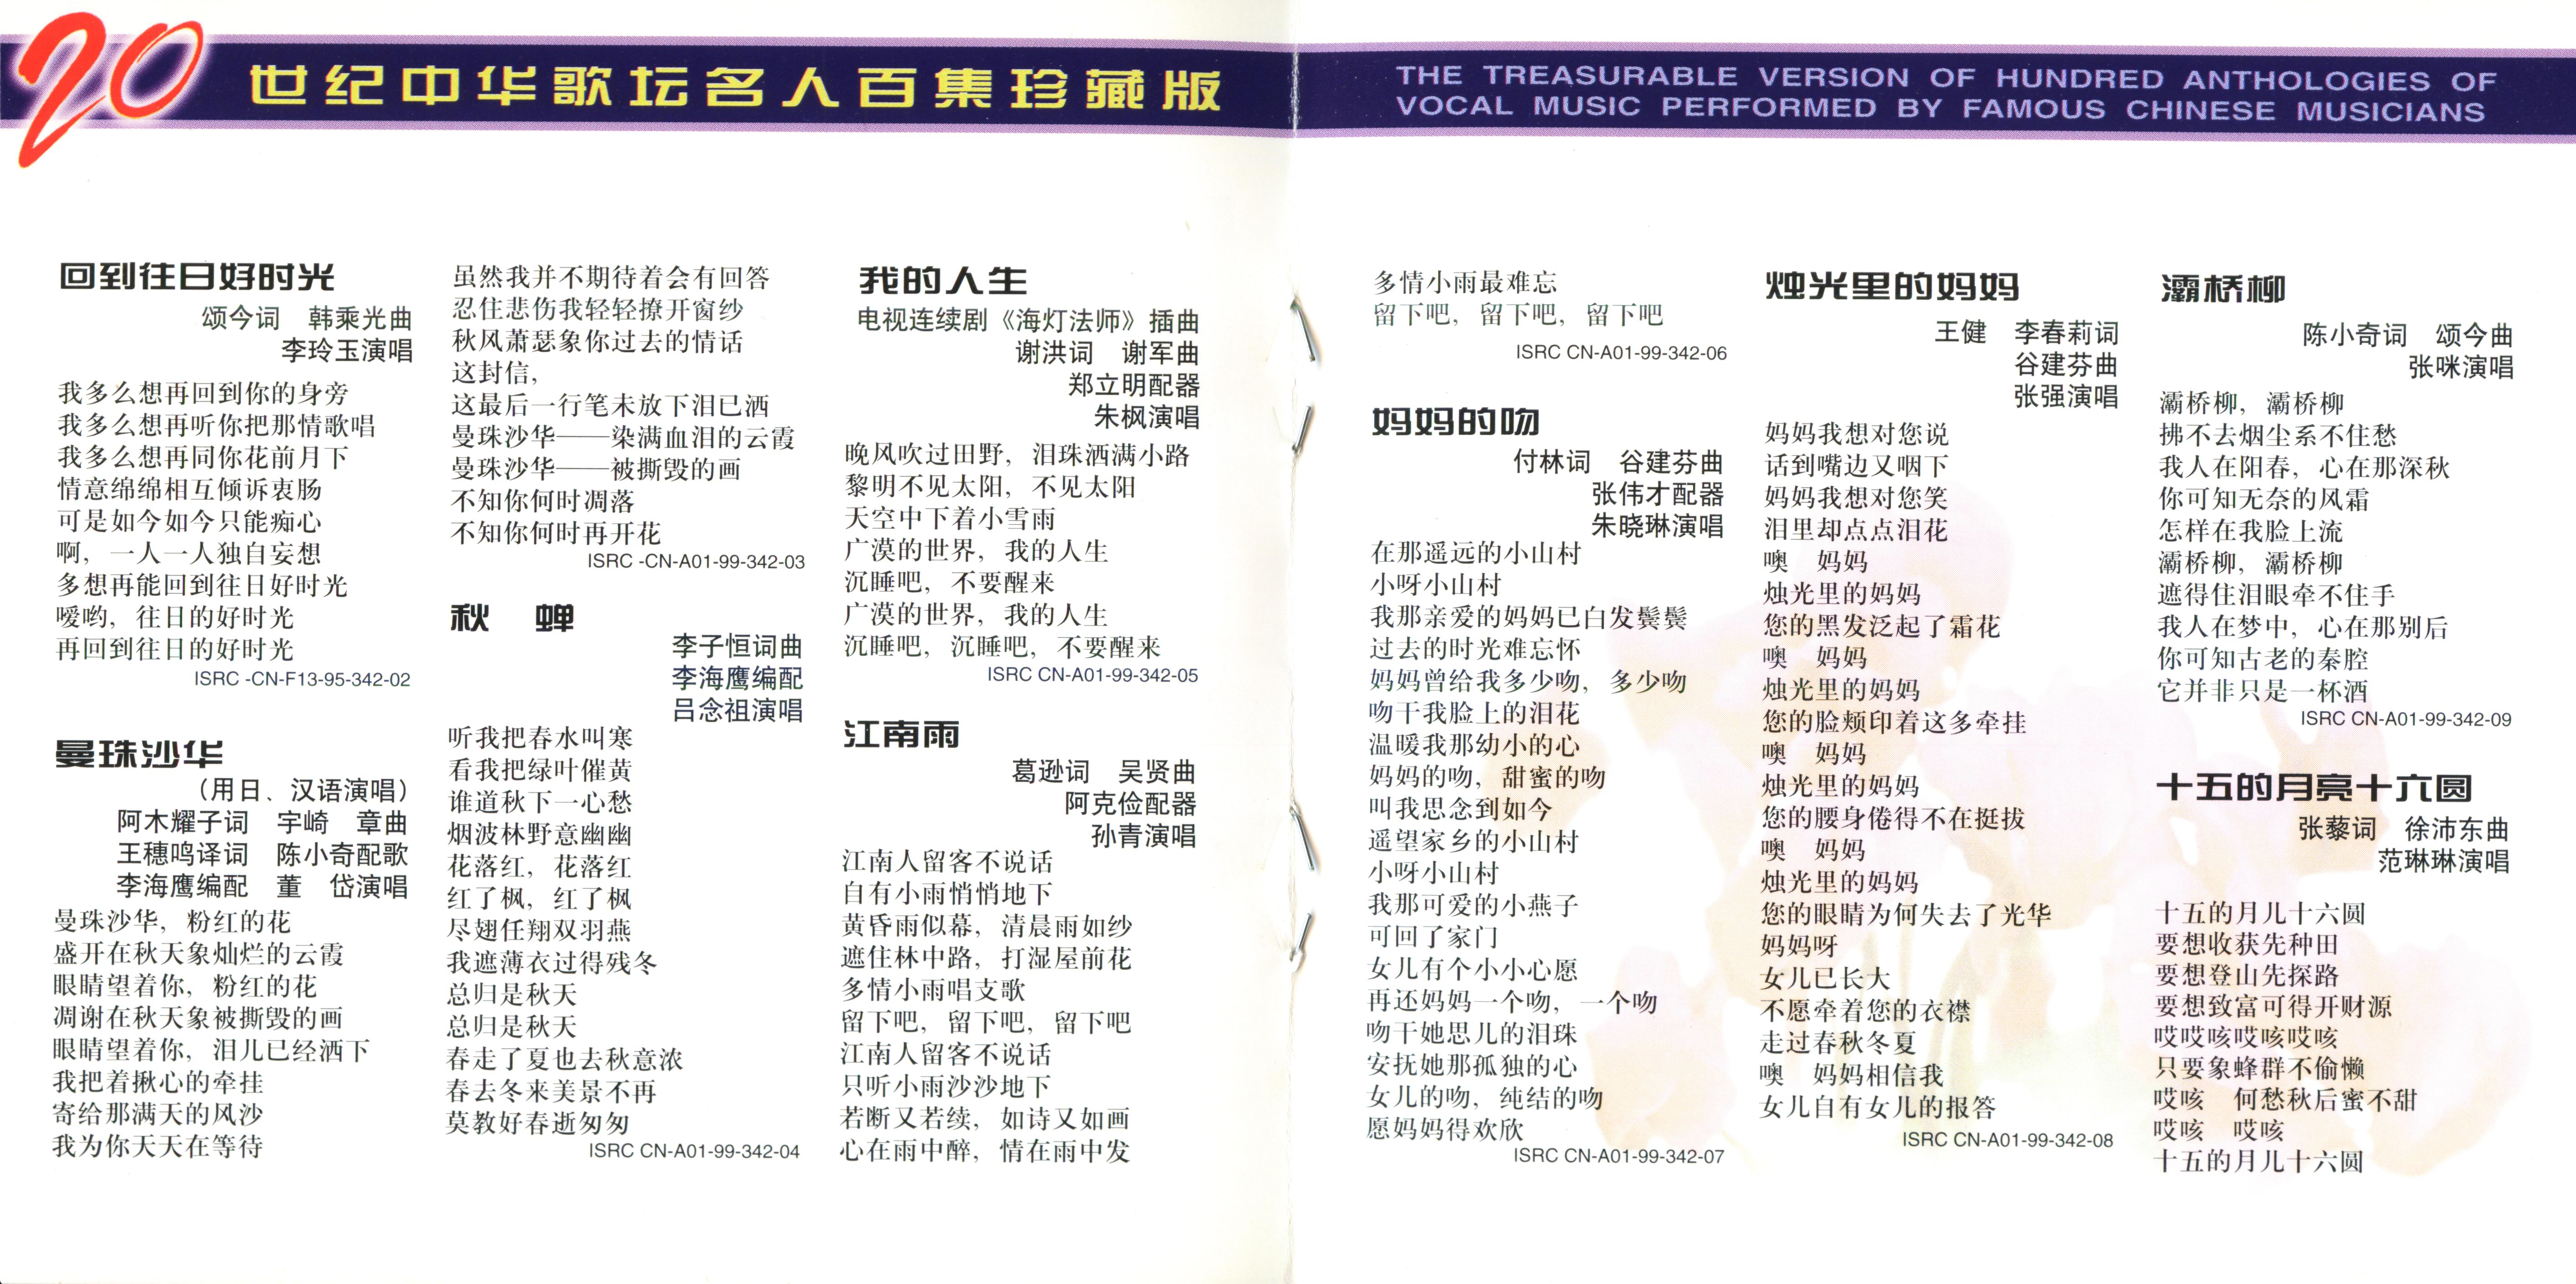 20世纪中华歌坛名人百集珍藏版
THE TREASURABLE VERSION OF HUNDRED ANTHOLOGIES OF
VOCAL MUSIC PERFORMED BY FAMOUS CHINESE MUSICIANS
回到往日好时光
颂今词　韩乘光曲
李玲玉演唱
我多么想再回到你的身旁
我多么想再听你把那情歌唱
我多么想再同你花前月下
情意绵绵相互倾诉衷肠
可是如今如今只能痴心
啊，一人一人独自妄想
多想再能回到往日好时光
嗳哟，往日的好时光
再回到往日的好时光
ISRC -CN-F13-95-342-02
曼珠沙华
（用日、汉语演唱）
阿木耀子词　宇崎　章曲
王穗鸣译词　陈小奇配歌
李海鹰编配　董　岱演唱
曼珠沙华，粉红的花
盛开在秋天象灿烂的云霞
眼睛望着你，粉红的花
凋谢在秋天象被撕毁的画
眼睛望着你，泪儿已经洒下
我把着揪心的牵挂
寄给那满天的风沙
我为你天天在等待
虽然我并不期待着会有回答
忍住悲伤我轻轻撩开窗纱
秋风萧瑟象你过去的情话
这封信，
这最后一行笔未放下泪已洒
曼珠沙华——染满血泪的云霞
曼珠沙华——被撕毁的画
不知你何时凋落
不知你何时再开花
ISRC -CN-A01-99-342-03
秋　蝉
李子恒词曲
李海鹰编配
吕念祖演唱
听我把春水叫寒
看我把绿叶催黄
谁道秋下一心愁
烟波林野意幽幽
花落红，花落红
红了枫，红了枫
尽翅任翔双羽燕
我遮薄衣过得残冬
总归是秋天
总归是秋天
春走了夏也去秋意浓
春去冬来美景不再
莫教好春逝匆匆
ISRC CN-A01-99-342-04
我的人生
电视连续剧《海灯法师》插曲
谢洪词　谢军曲
郑立明配器
朱枫演唱
晚风吹过田野，泪珠洒满小路
黎明不见太阳，不见太阳
天空中下着小雪雨
广漠的世界，我的人生
沉睡吧，不要醒来
广漠的世界，我的人生
沉睡吧，沉睡吧，不要醒来
ISRC CN-A01-99-342-05
江南雨
葛逊词　吴贤曲
阿克俭配器
孙青演唱
江南人留客不说话
自有小雨悄悄地下
黄昏雨似幕，清晨雨如纱
遮住林中路，打湿屋前花
多情小雨唱支歌
留下吧，留下吧，留下吧
江南人留客不说话
只听小雨沙沙地下
若断又若续，如诗又如画
心在雨中醉，情在雨中发
多情小雨最难忘
留下吧，留下吧，留下吧
ISRC CN-A01-99-342-06
妈妈的吻
付林词　谷建芬曲
张伟才配器
朱晓琳演唱
在那遥远的小山村
小呀小山村
我那亲爱的妈妈已白发鬓鬓
过去的时光难忘怀
妈妈曾给我多少吻，多少吻
吻干我脸上的泪花
温暖我那幼小的心
妈妈的吻，甜蜜的吻
叫我思念到如今
遥望家乡的小山村
小呀小山村
我那可爱的小燕子
可回了家门
女儿有个小小心愿
再还妈妈一个吻，一个吻
吻干她思儿的泪珠
安抚她那孤独的心
女儿的吻，纯结的吻
愿妈妈得欢欣
ISRC CN-A01-99-342-07
烛光里的妈妈
王健　李春莉词
谷建芬曲
张强演唱
妈妈我想对您说
话到嘴边又咽下
妈妈我想对您笑
泪里却点点泪花
噢　妈妈
烛光里的妈妈
您的黑发泛起了霜花
噢　妈妈
烛光里的妈妈
您的脸颊印着这多牵挂
噢　妈妈
烛光里的妈妈
您的腰身倦得不在挺拔
噢　妈妈
烛光里的妈妈
您的眼睛为何失去了光华
妈妈呀
女儿已长大
不愿牵着您的衣襟
走过春秋冬夏
噢　妈妈相信我
女儿自有女儿的报答
ISRC CN-A01-99-342-08
灞桥柳
陈小奇词　颂今曲
张咪演唱
灞桥柳，灞桥柳
拂不去烟尘系不住愁
我人在阳春，心在那深秋
你可知无奈的风霜
怎样在我脸上流
灞桥柳，灞桥柳
遮得住泪眼牵不住手
我人在梦中，心在那别后
你可知古老的秦腔
它并非只是一杯酒
ISRC CN-A01-99-342-09
十五的月亮十六圆
张藜词　徐沛东曲
范琳琳演唱
十五的月儿十六圆
要想收获先种田
要想登山先探路
要想致富可得开财源
哎哎咳哎咳哎咳
只要象蜂群不偷懒
哎咳　何愁秋后蜜不甜
哎咳　哎咳
十五的月儿十六圆